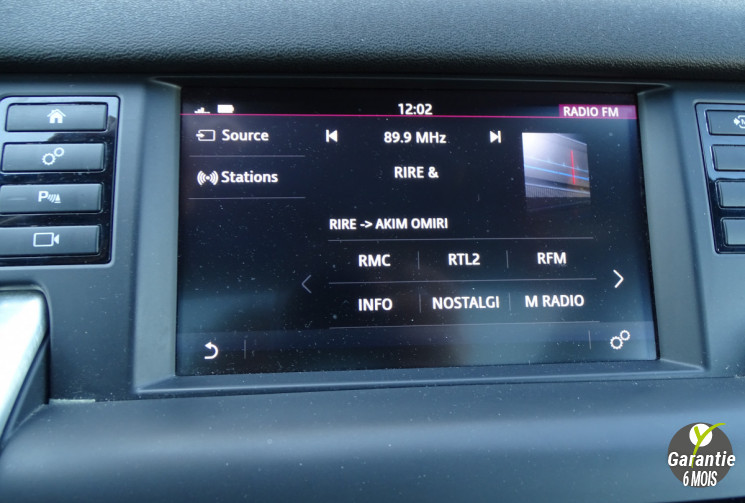 12:02
RADIO FM
Source
89.9 MHz
Stations
RIRE &
RIRE -> AKIM OMIRI
RMC
RTL2
RFM
INFO
NOSTALGI
M RADIO
P
Garantie
6 MOIS